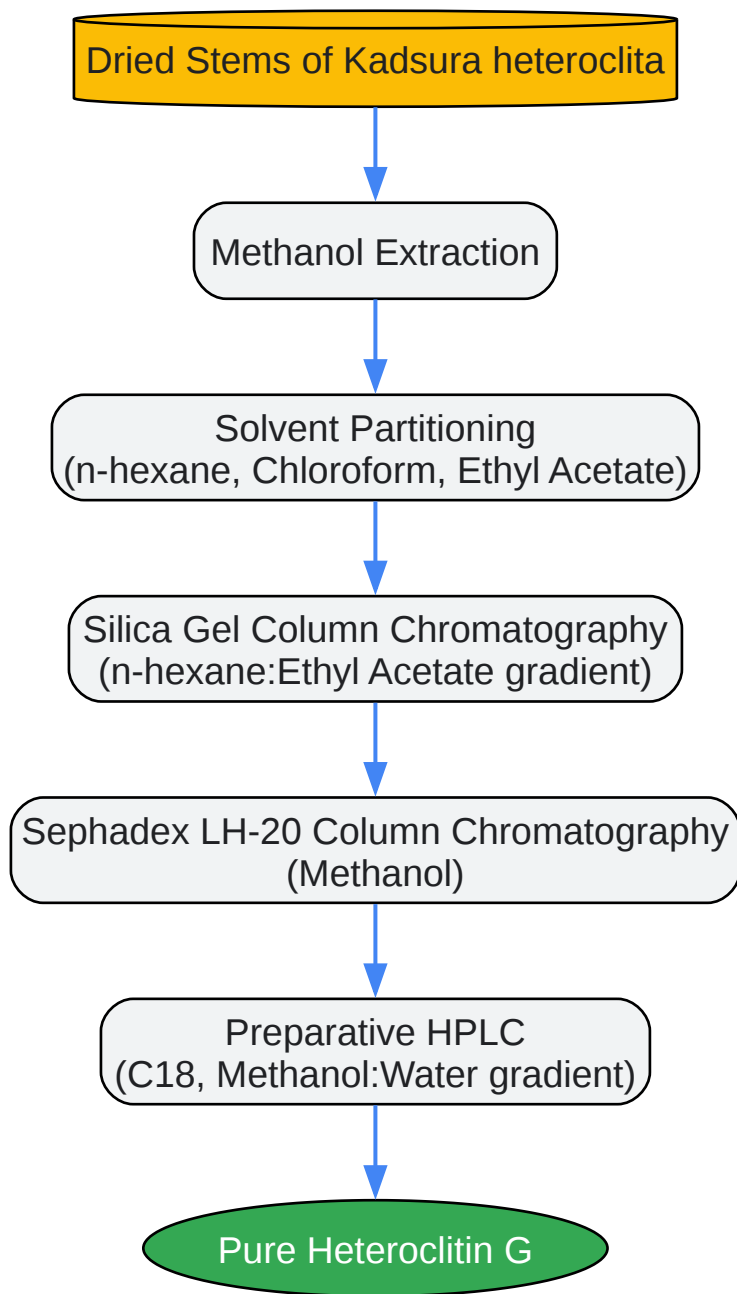 Dried Stems of Kadsura heteroclita
Methanol Extraction
Solvent Partitioning
(n-hexane, Chloroform, Ethyl Acetate)
Silica Gel Column Chromatography
(n-hexane:Ethyl Acetate gradient)
Sephadex LH-20 Column Chromatography
(Methanol)
Preparative HPLC
(C18, Methanol:Water gradient)
Pure Heteroclitin G